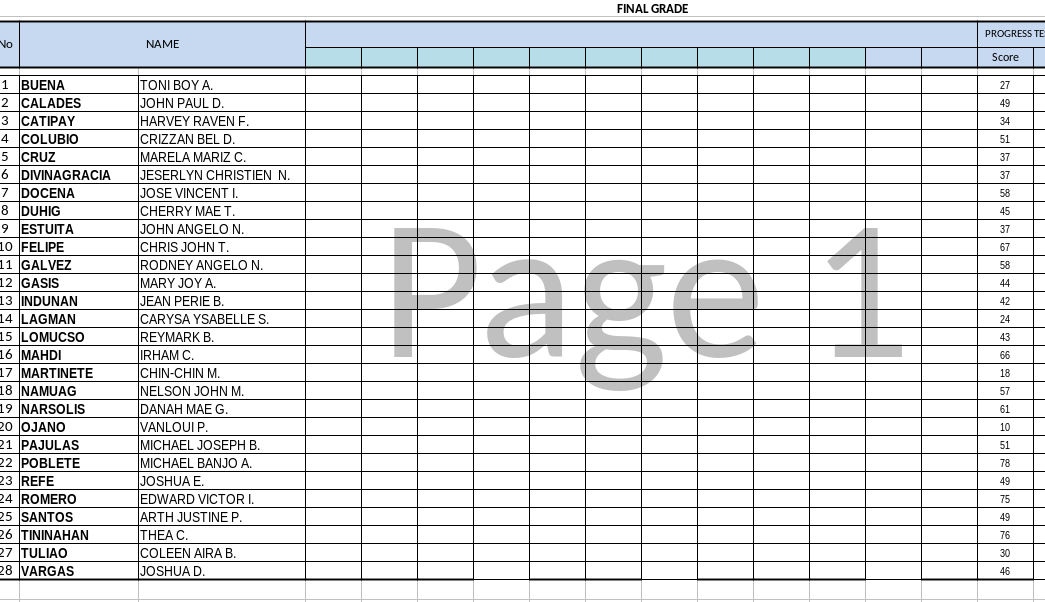 FINAL GRADE
No NAME PROGRESS TE
Score
1 BUENA TONI BOY A. 27
2 CALADES JOHN PAUL D. 49
3 CATIPAY HARVEY RAVEN F. 34
4 COLUBIO CRIZZAN BEL D. 51
5 CRUZ MARELA MARIZ C. 37
6 DIVINAGRACIA JESERLYN CHRISTIEN N. 37
7 DOCENA JOSE VINCENT I. 58
8 DUHIG CHERRY MAE T. 45
9 ESTUITA JOHN ANGELO N. 37
10 FELIPE CHRIS JOHN T. 67
11 GALVEZ RODNEY ANGELO N. 58
12 GASIS MARY JOY A. 44
13 INDUNAN JEAN PERIE B. 42
14 LAGMAN CARYSA YSABELLE S. 24
15 LOMUCSO REYMARK B. 43
16 MAHDI IRHAM C. 66
17 MARTINETE CHIN-CHIN M. 18
18 NAMUAG NELSON JOHN M. 57
19 NARSOLIS DANAH MAE G. 61
20 OJANO VANLOUI P. 10
21 PAJULAS MICHAEL JOSEPH B. 51
22 POBLETE MICHAEL BANJO A. 78
23 REFE JOSHUA E. 49
24 ROMERO EDWARD VICTOR I. 75
25 SANTOS ARTH JUSTINE P. 49
26 TININAHAN THEA C. 76
27 TULIAO COLEEN AIRA B. 30
28 VARGAS JOSHUA D. 46
Page 1